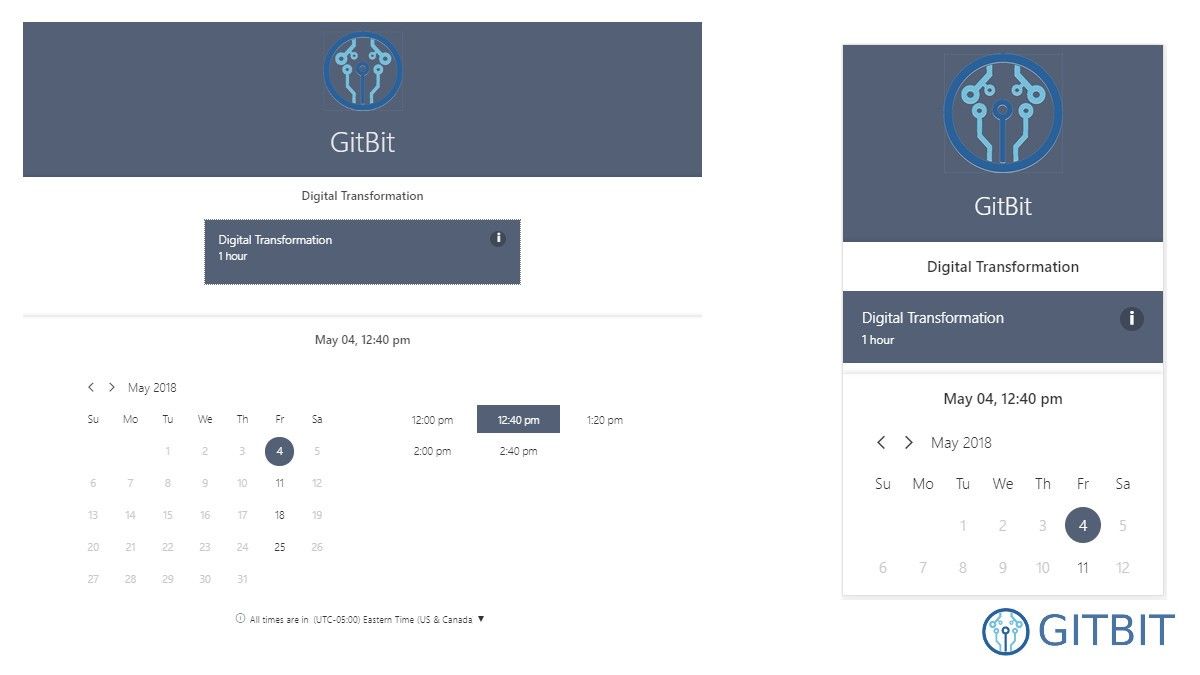 GitBit
Digital Transformation
Digital Transformation
1 hour
May 04, 12:40 pm
May 2018
Su Mo Tu We Th Fr Sa
1 2 3 4 5
6 7 8 9 10 11 12
13 14 15 16 17 18 19
20 21 22 23 24 25 26
27 28 29 30 31
12:00 pm 12:40 pm 1:20 pm
2:00 pm 2:40 pm
All times are in (UTC-05:00) Eastern Time (US & Canada
GitBit
Digital Transformation
Digital Transformation
1 hour
May 04, 12:40 pm
May 2018
Su Mo Tu We Th Fr Sa
1 2 3 4 5
6 7 8 9 10 11 12
GITBIT